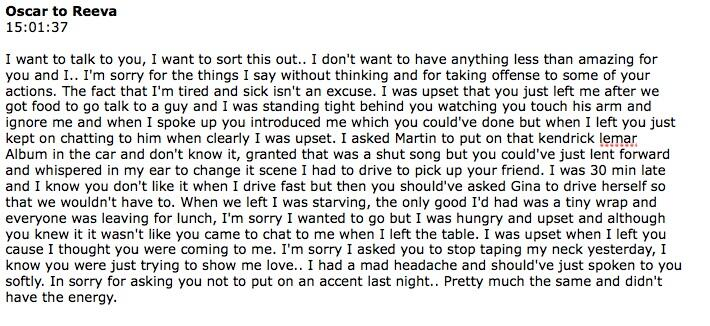 Oscar to Reeva
15:01:37
I want to talk to you, I want to sort this out.. I don't want to have anything less than amazing for
you and I.. I'm sorry for the things I say without thinking and for taking offense to some of your
actions. The fact that I'm tired and sick isn't an excuse. I was upset that you just left me after we
got food to go talk to a guy and I was standing tight behind you watching you touch his arm and
ignore me and when I spoke up you introduced me which you could've done but when I left you just
kept on chatting to him when clearly I was upset. I asked Martin to put on that kendrick lemar
Album in the car and don't know it, granted that was a shut song but you could've just lent forward
and whispered in my ear to change it scene I had to drive to pick up your friend. I was 30 min late
and I know you don't like it when I drive fast but then you should've asked Gina to drive herself so
that we wouldn't have to. When we left I was starving, the only good I'd had was a tiny wrap and
everyone was leaving for lunch, I'm sorry I wanted to go but I was hungry and upset and although
you knew it it wasn't like you came to chat to me when I left the table. I was upset when I left you
cause I thought you were coming to me. I'm sorry I asked you to stop taping my neck yesterday, I
know you were just trying to show me love.. I had a mad headache and should've just spoken to you
softly. In sorry for asking you not to put on an accent last night.. Pretty much the same and didn't
have the energy.